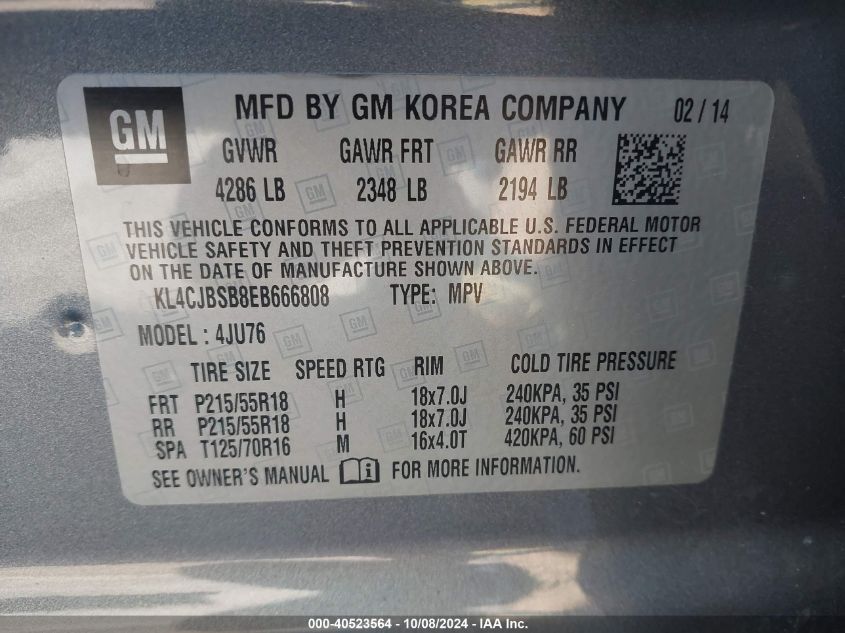 GM
MFD BY GM KOREA COMPANY 02 / 14
GVWR GAWR FRT GAWR RR
4286 LB 2348 LB 2194 LB
THIS VEHICLE CONFORMS TO ALL APPLICABLE U.S. FEDERAL MOTOR
VEHICLE SAFETY AND THEFT PREVENTION STANDARDS IN EFFECT
ON THE DATE OF MANUFACTURE SHOWN ABOVE.
KL4CJBSB8EB666808 TYPE: MPV
MODEL : 4JU76
TIRE SIZE SPEED RTG RIM COLD TIRE PRESSURE
FRT P215/55R18 H 18x7.0J 240KPA, 35 PSI
RR P215/55R18 H 18x7.0J 240KPA, 35 PSI
SPA T125/70R16 M 16x4.0T 420KPA, 60 PSI
SEE OWNER'S MANUAL i FOR MORE INFORMATION.
000-40523564 - 10/08/2024 - IAA Inc.